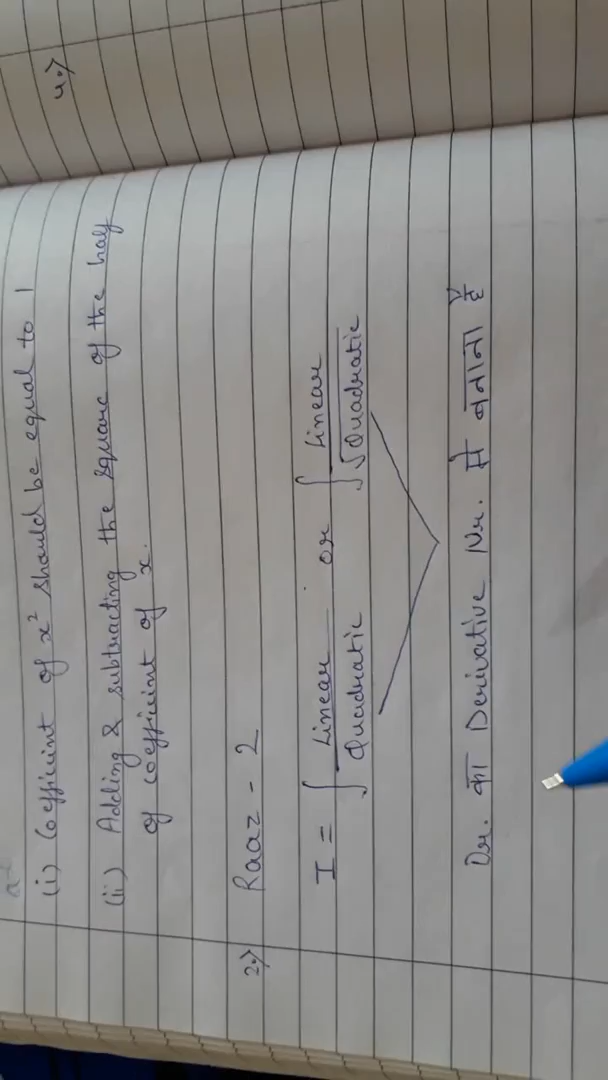 (i) Coefficient of x² should be equal to 1
(ii) Adding & subtracting the square of the half
of coefficient of x.
2.) Raaz - 2
I = ∫ Linear / Quadratic or ∫ Linear / √Quadratic
Dr. का Derivative Nr. में बनाना है
4.)